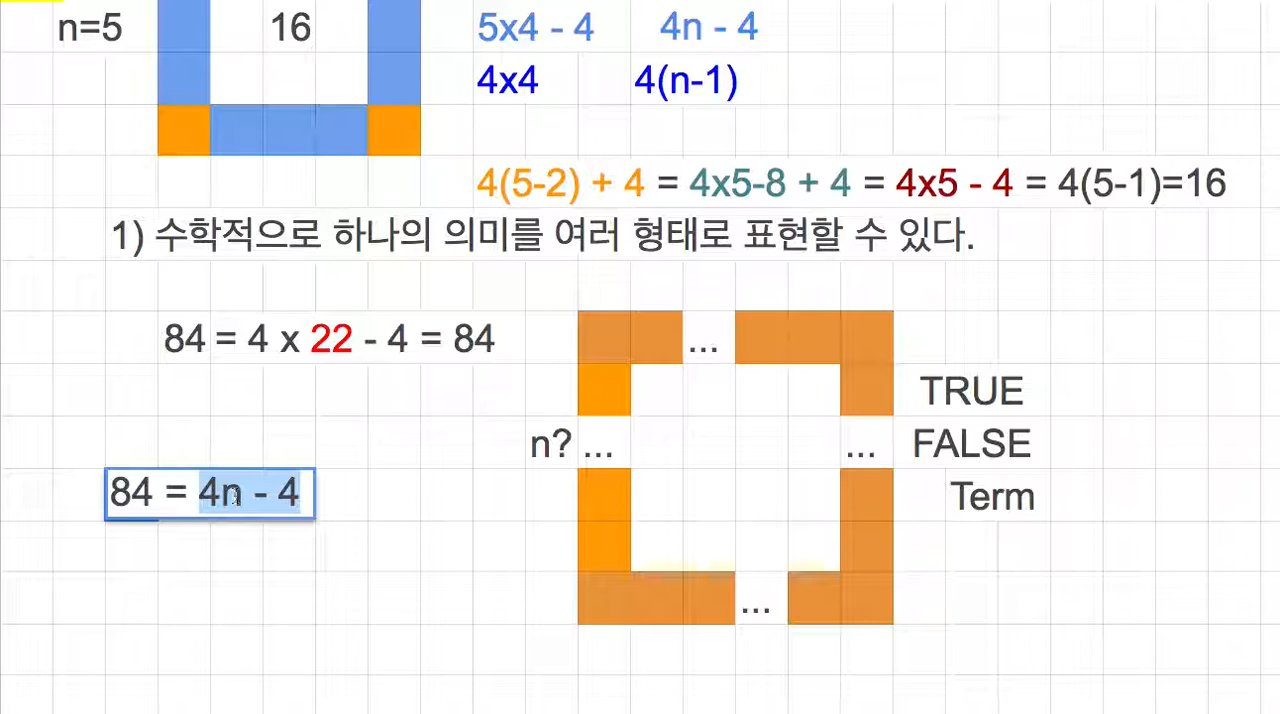 n=5 16 5x4 - 4 4n - 4
4x4 4(n-1)
4(5-2) + 4 = 4x5-8 + 4 = 4x5 - 4 = 4(5-1)=16
1) 수학적으로 하나의 의미를 여러 형태로 표현할 수 있다.
84 = 4 x 22 - 4 = 84
...
TRUE
n? ... ... FALSE
84 = 4n - 4
Term
...